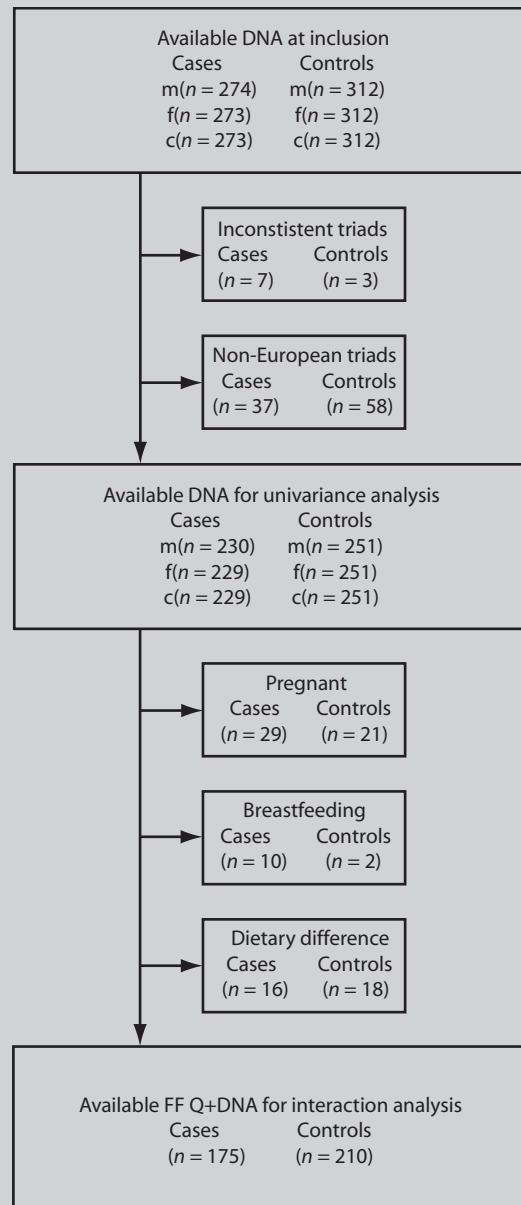 Available DNA at inclusion
Cases Controls
m(n = 274) m(n = 312)
f(n = 273) f(n = 312)
c(n = 273) c(n = 312)
Inconstistent triads
Cases Controls
(n = 7) (n = 3)
Non-European triads
Cases Controls
(n = 37) (n = 58)
Available DNA for univariance analysis
Cases Controls
m(n = 230) m(n = 251)
f(n = 229) f(n = 251)
c(n = 229) c(n = 251)
Pregnant
Cases Controls
(n = 29) (n = 21)
Breastfeeding
Cases Controls
(n = 10) (n = 2)
Dietary difference
Cases Controls
(n = 16) (n = 18)
Available FF Q+DNA for interaction analysis
Cases Controls
(n = 175) (n = 210)